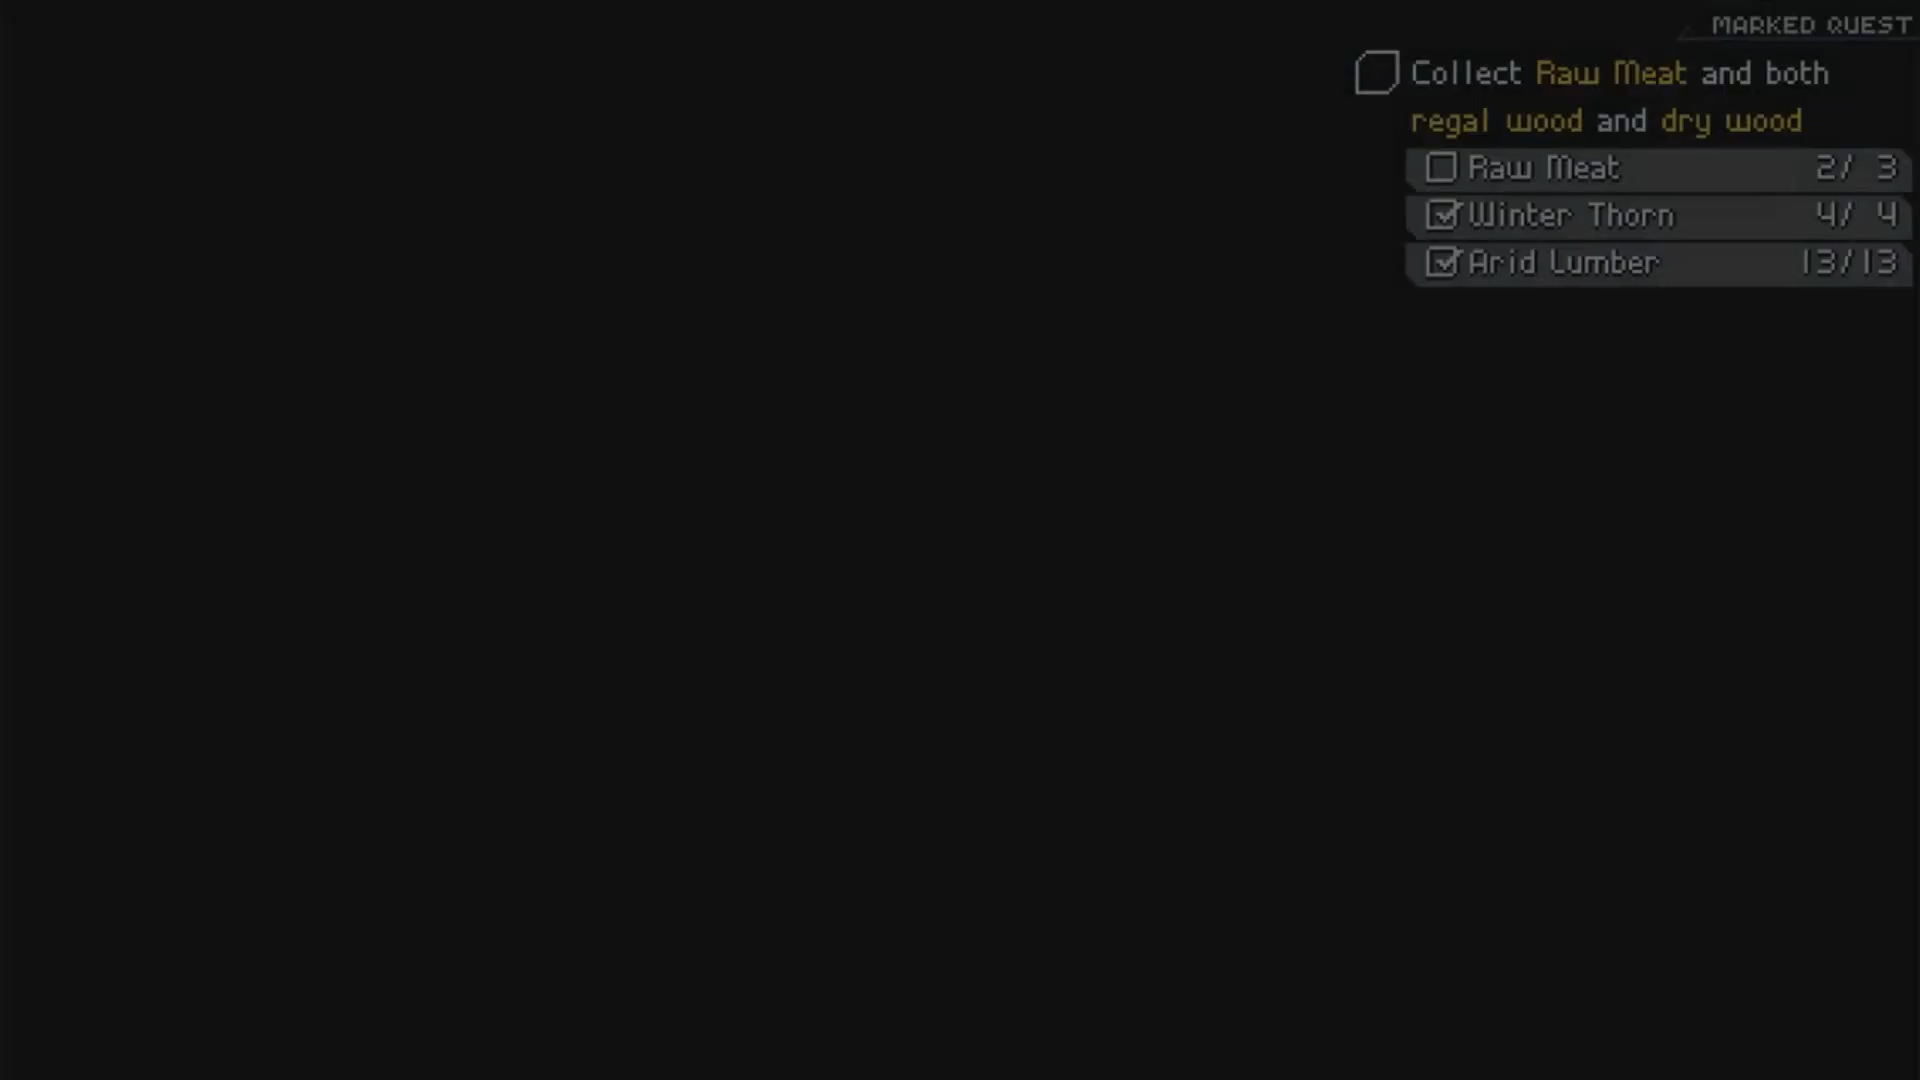 MARKED QUEST
Collect Raw Meat and both
regal wood and dry wood
Raw Meat 2/ 3
Winter Thorn 4/ 4
Arid Lumber 13/13